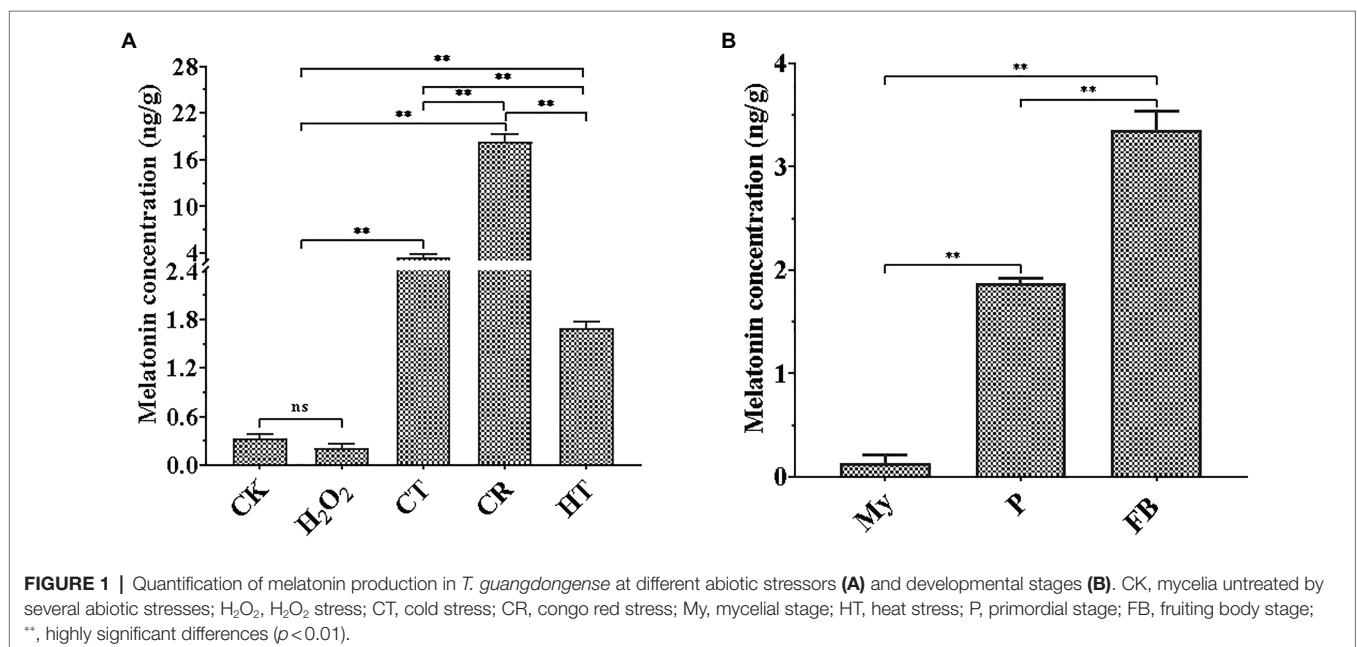 A
B
Melatonin concentration (ng/g)
28
22
16
10
4
2.4
1.8
1.2
0.6
0.0
**
**
**
**
**
**
ns
CK
H₂O₂
CT
CR
HT
Melatonin concentration (ng/g)
4
3
2
1
0
**
**
**
My
P
FB
FIGURE 1 | Quantification of melatonin production in T. guangdongense at different abiotic stressors (A) and developmental stages (B). CK, mycelia untreated by
several abiotic stresses; H₂O₂, H₂O₂ stress; CT, cold stress; CR, congo red stress; My, mycelial stage; HT, heat stress; P, primordial stage; FB, fruiting body stage;
**, highly significant differences (p < 0.01).